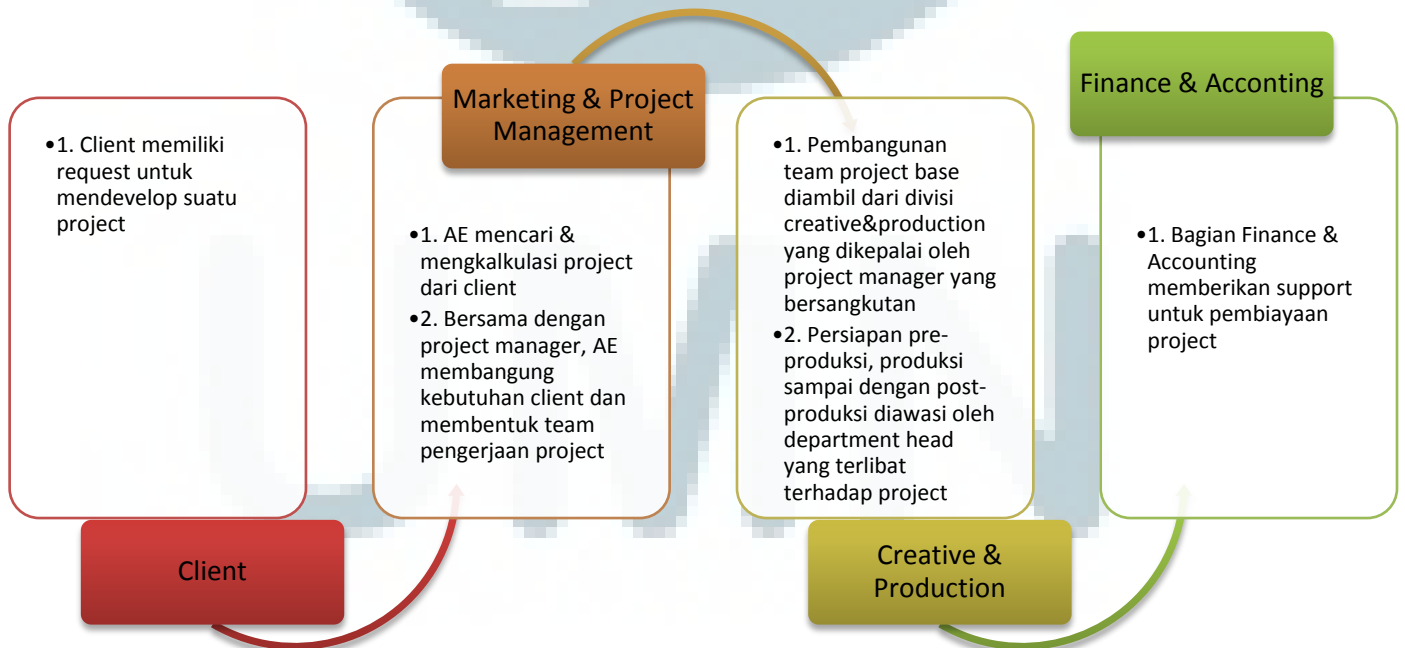 •1. Client memiliki
request untuk
mendevelop suatu
project
Client
Marketing & Project
Management
•1. AE mencari &
mengkalkulasi project
dari client
•2. Bersama dengan
project manager, AE
membangung
kebutuhan client dan
membentuk team
pengerjaan project
•1. Pembangunan
team project base
diambil dari divisi
creative&production
yang dikepalai oleh
project manager yang
bersangkutan
•2. Persiapan pre-
produksi, produksi
sampai dengan post-
produksi diawasi oleh
department head
yang terlibat
terhadap project
Creative &
Production
Finance & Acconting
•1. Bagian Finance &
Accounting
memberikan support
untuk pembiayaan
project
UMN